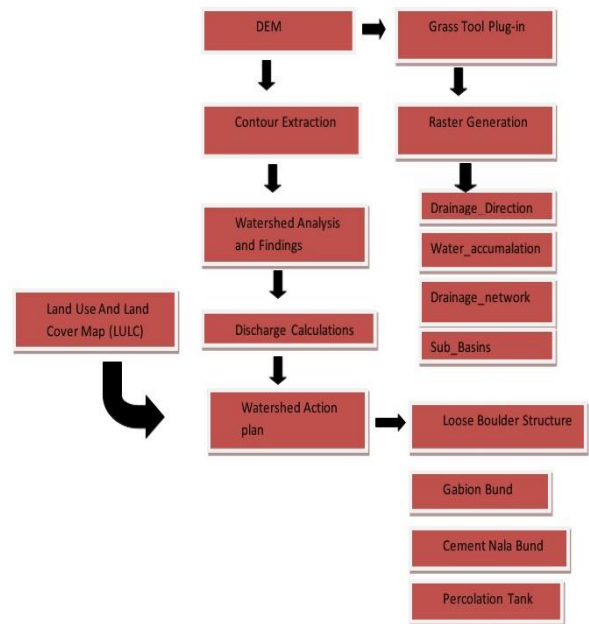 DEM
Grass Tool Plug-in
Contour Extraction
Raster Generation
Drainage_Direction
Watershed Analysis
and Findings
Water_accumalation
Land Use And Land
Cover Map (LULC)
Drainage_network
Discharge Calculations
Sub_Basins
Watershed Action
plan
Loose Boulder Structure
Gabion Bund
Cement Nala Bund
Percolation Tank